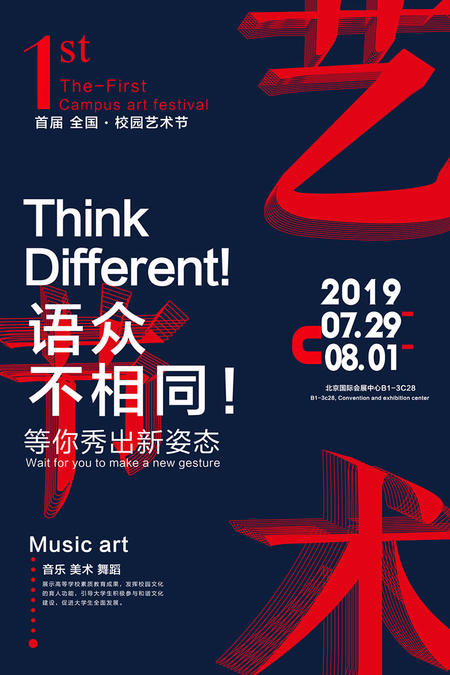 1st
The-First
Campus art festival
首届 全国·校园艺术节
艺
Think
Different!
语众
不相同！
等你秀出新姿态
Wait for you to make a new gesture
2019
07.29
08.01
北京国际会展中心B1-3C28
B1-3c28, Convention and exhibition center
术
Music art
音乐 美术 舞蹈
展示高等学校素质教育成果，发挥校园文化
的育人功能，引导大学生积极参与和谐文化
建设，促进大学生全面发展。